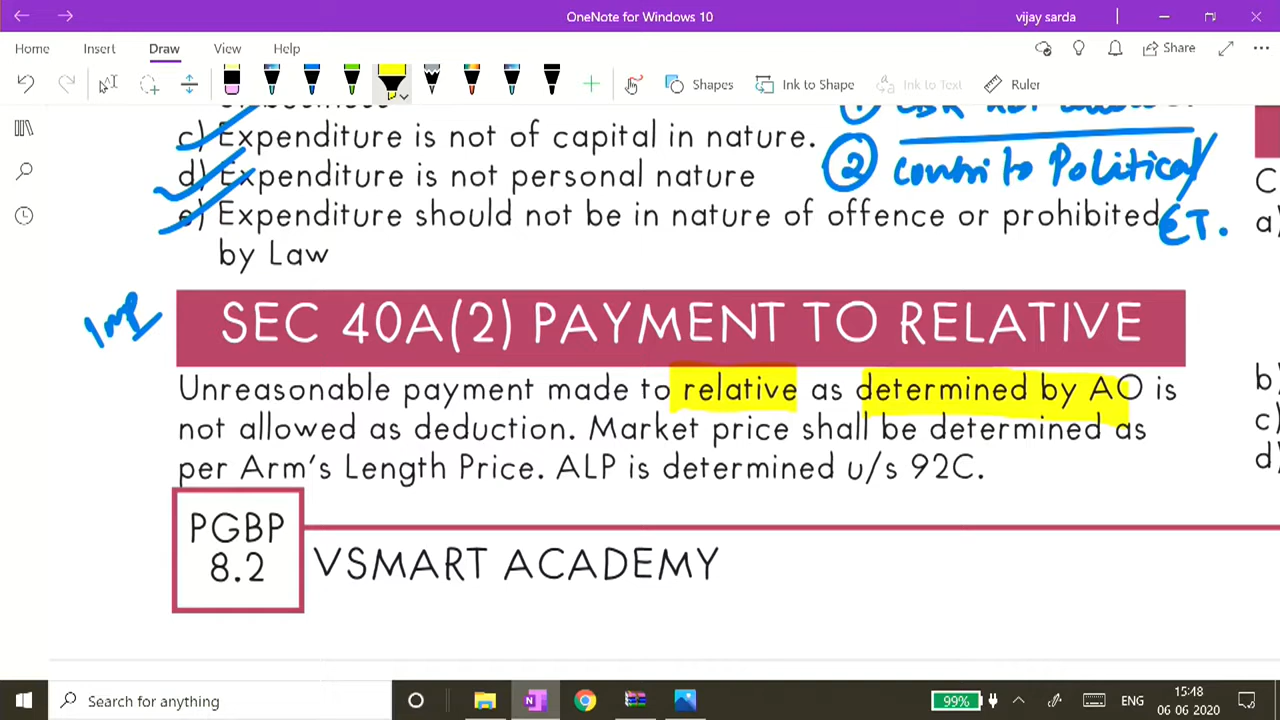 OneNote for Windows 10
vijay sarda
Home Insert Draw View Help
Share
Shapes
Ink to Shape
Ink to Text
Ruler
c) Expenditure is not of capital in nature.
d) Expenditure is not personal nature
e) Expenditure should not be in nature of offence or prohibited
by Law
2 Contri to Political
ET.
Imp
SEC 40A(2) PAYMENT TO RELATIVE
Unreasonable payment made to relative as determined by AO is
not allowed as deduction. Market price shall be determined as
per Arm's Length Price. ALP is determined u/s 92C.
PGBP
8.2
VSMART ACADEMY
C
a)
b)
c)
d)
Search for anything
99%
ENG
15:48
06-06-2020